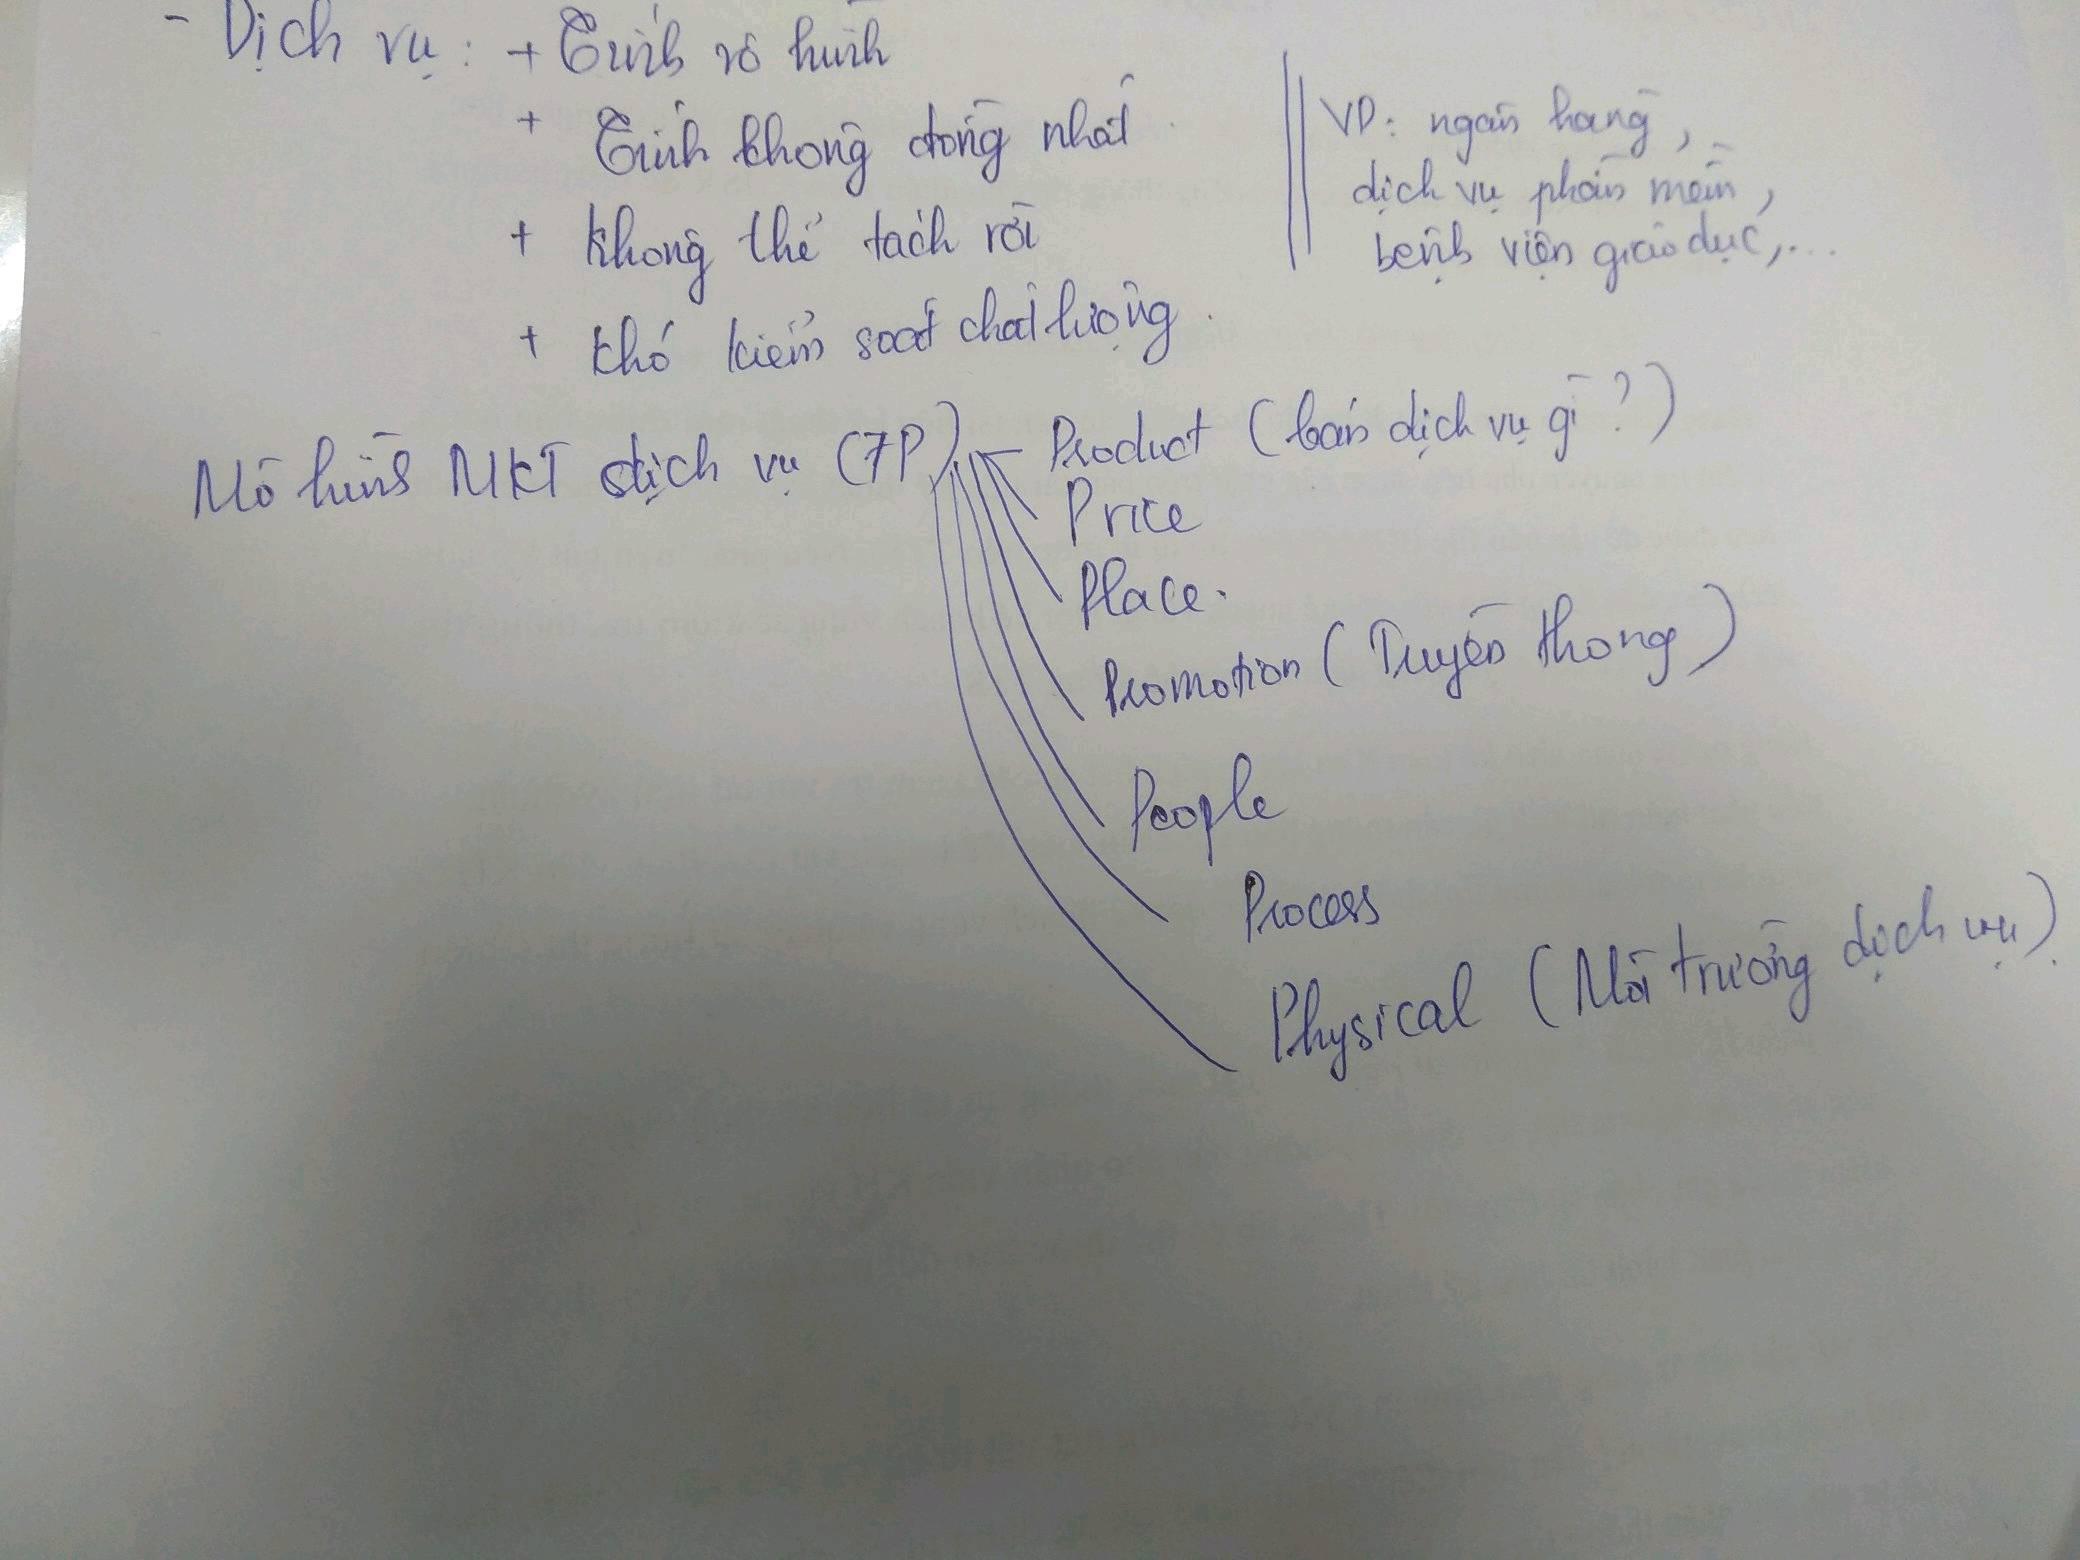 - Dịch vụ: + Tính vô hình
+ Tính không đồng nhất
+ Không thể tách rời
+ Khó kiểm soát chất lượng.
VD: ngân hàng,
dịch vụ phần mềm,
bệnh viện giáo dục,...
Mô hình MKT dịch vụ (7P)
Product (bán dịch vụ gì?)
Price
Place.
Promotion (Truyền thông)
People
Process
Physical (Môi trường dịch vụ).